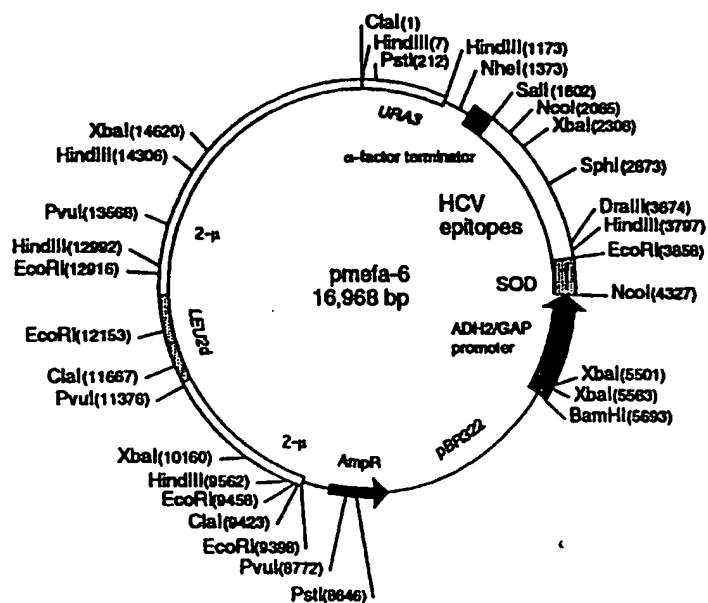 ClaI(1)
HindIII(7)
PstI(212)
HindIII(1173)
NheI(1373)
SalI(1802)
NcoI(2085)
XbaI(2306)
SphI(2873)
DraIII(3674)
HindIII(3797)
EcoRI(3858)
NcoI(4327)
XbaI(5501)
XbaI(5563)
BamHI(5693)
PstI(8646)
PvuI(8772)
EcoRI(9398)
ClaI(9423)
EcoRI(9458)
HindIII(9562)
XbaI(10160)
PvuI(11376)
ClaI(11667)
EcoRI(12153)
EcoRI(12916)
HindIII(12992)
PvuI(13568)
HindIII(14306)
XbaI(14620)
URA3
α-factor terminator
HCV
epitopes
SOD
ADH2/GAP
promoter
pBR322
AmpR
2-μ
LEU2d
2-μ
pmefa-6
16,968 bp